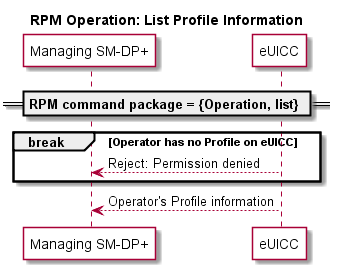 RPM Operation: List Profile Information
Managing SM-DP+ eUICC
RPM command package = {Operation, list}
break [Operator has no Profile on eUICC]
Reject: Permission denied
Operator's Profile information
Managing SM-DP+ eUICC